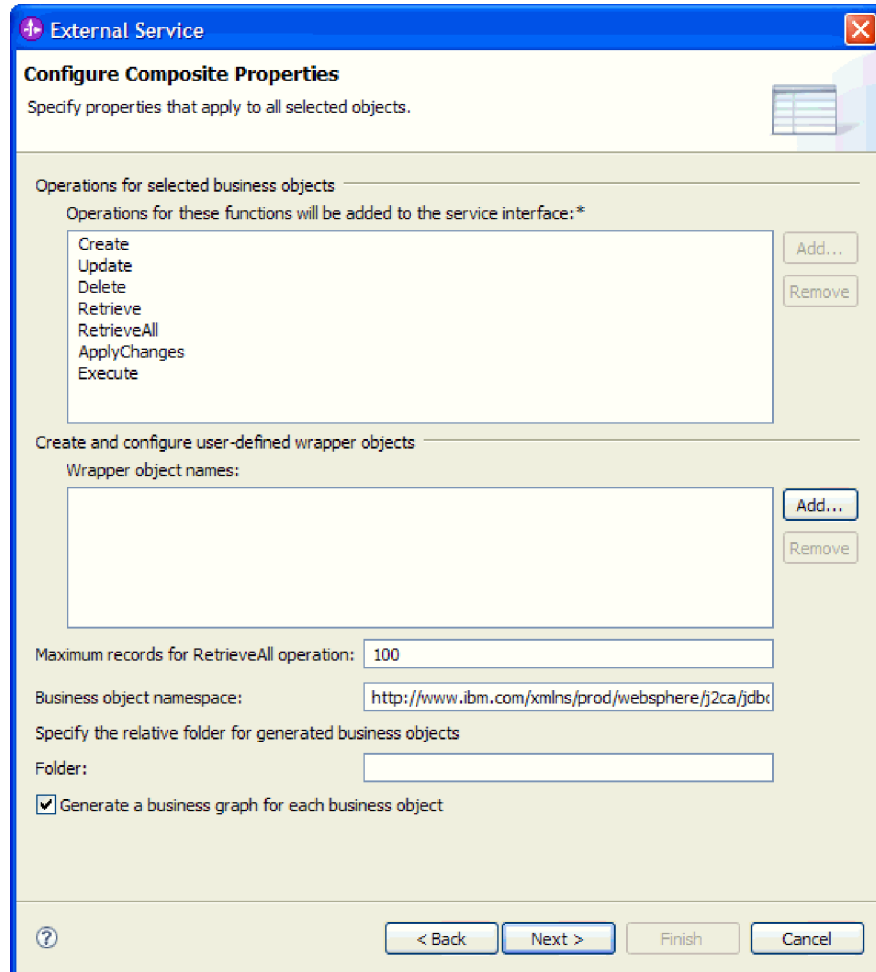 External Service
Configure Composite Properties
Specify properties that apply to all selected objects.
Operations for selected business objects
Operations for these functions will be added to the service interface:*
Create
Update
Delete
Retrieve
RetrieveAll
ApplyChanges
Execute
Add...
Remove
Create and configure user-defined wrapper objects
Wrapper object names:
Add...
Remove
Maximum records for RetrieveAll operation: 100
Business object namespace: http://www.ibm.com/xmlns/prod/websphere/j2ca/jdbc
Specify the relative folder for generated business objects
Folder:
Generate a business graph for each business object
? < Back Next > Finish Cancel